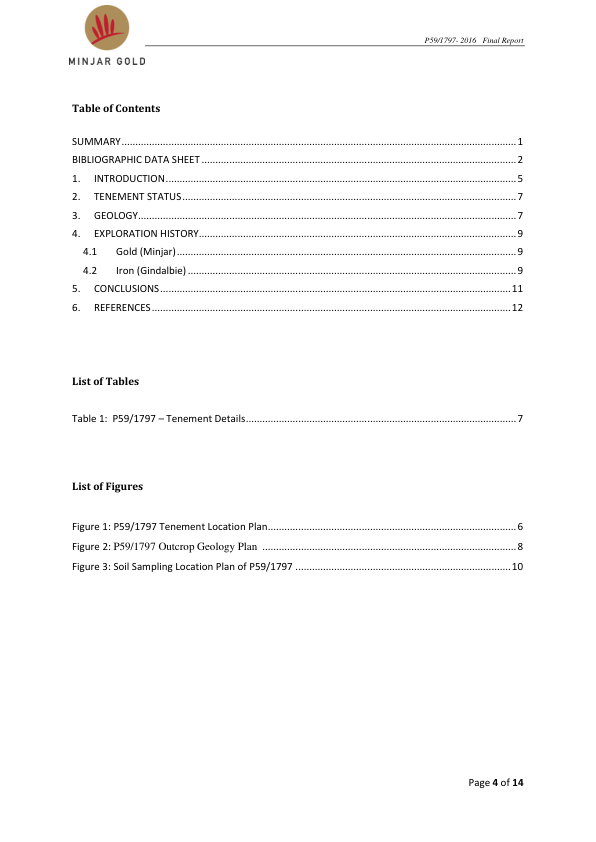 P59/1797- 2016 Final Report
MINJAR GOLD
Table of Contents
SUMMARY 1
BIBLIOGRAPHIC DATA SHEET 2
1. INTRODUCTION 5
2. TENEMENT STATUS 7
3. GEOLOGY 7
4. EXPLORATION HISTORY 9
4.1 Gold (Minjar) 9
4.2 Iron (Gindalbie) 9
5. CONCLUSIONS 11
6. REFERENCES 12
List of Tables
Table 1: P59/1797 – Tenement Details 7
List of Figures
Figure 1: P59/1797 Tenement Location Plan 6
Figure 2: P59/1797 Outcrop Geology Plan 8
Figure 3: Soil Sampling Location Plan of P59/1797 10
Page 4 of 14